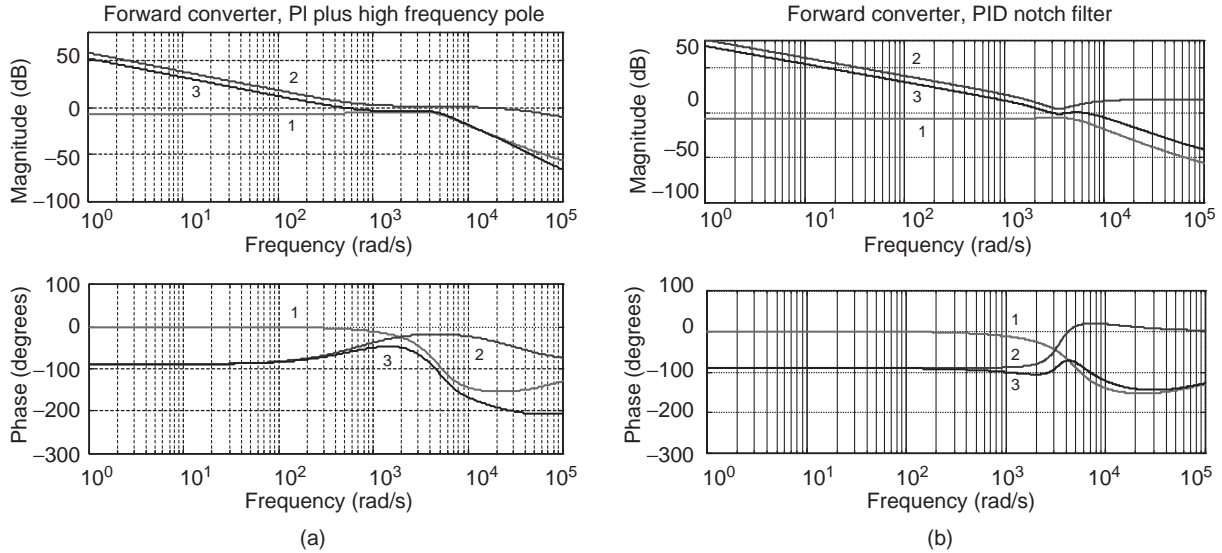 Forward converter, PI plus high frequency pole
50
0
−50
−100
Magnitude (dB)
2
3
1
10^0 10^1 10^2 10^3 10^4 10^5
Frequency (rad/s)
100
0
−100
−200
−300
Phase (degrees)
1
2
3
10^0 10^1 10^2 10^3 10^4 10^5
Frequency (rad/s)
(a)
Forward converter, PID notch filter
50
0
−50
−100
Magnitude (dB)
2
3
1
10^0 10^1 10^2 10^3 10^4 10^5
Frequency (rad/s)
100
0
−100
−200
−300
Phase (degrees)
1
2
3
10^0 10^1 10^2 10^3 10^4 10^5
Frequency (rad/s)
(b)